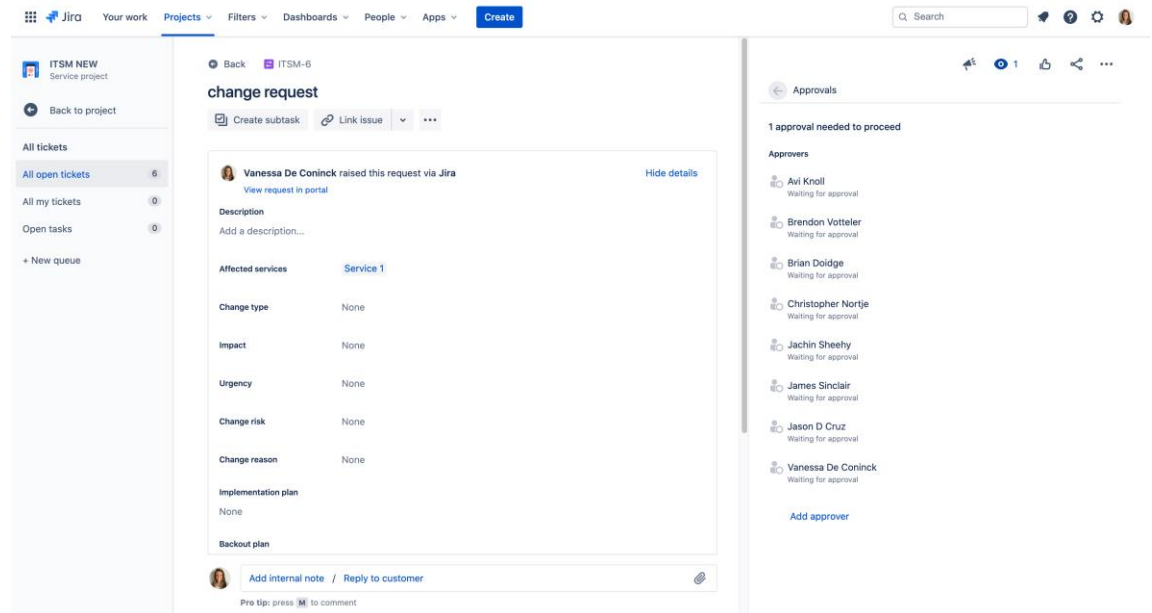 Jira Your work Projects Filters Dashboards People Apps Create Search
ITSM NEW
Service project
Back to project
All tickets
All open tickets 6
All my tickets 0
Open tasks 0
+ New queue
Back ITSM-6
change request
Create subtask Link issue
Vanessa De Coninck raised this request via Jira Hide details
View request in portal
Description
Add a description...
Affected services Service 1
Change type None
Impact None
Urgency None
Change risk None
Change reason None
Implementation plan
None
Backout plan
Add internal note / Reply to customer
Pro tip: press M to comment
1
Approvals
1 approval needed to proceed
Approvers
Avi Knoll
Waiting for approval
Brendon Votteler
Waiting for approval
Brian Doidge
Waiting for approval
Christopher Nortje
Waiting for approval
Jachin Sheehy
Waiting for approval
James Sinclair
Waiting for approval
Jason D Cruz
Waiting for approval
Vanessa De Coninck
Waiting for approval
Add approver